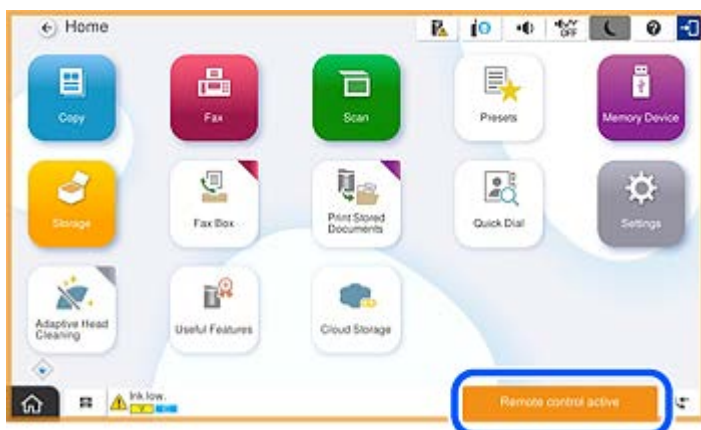 Home
OFF
Copy
Fax
Scan
Presets
Memory Device
Storage
Fax Box
Print Stored
Documents
Quick Dial
Settings
Adaptive Head
Cleaning
Useful Features
Cloud Storage
Ink low.
Y C
Remote control active